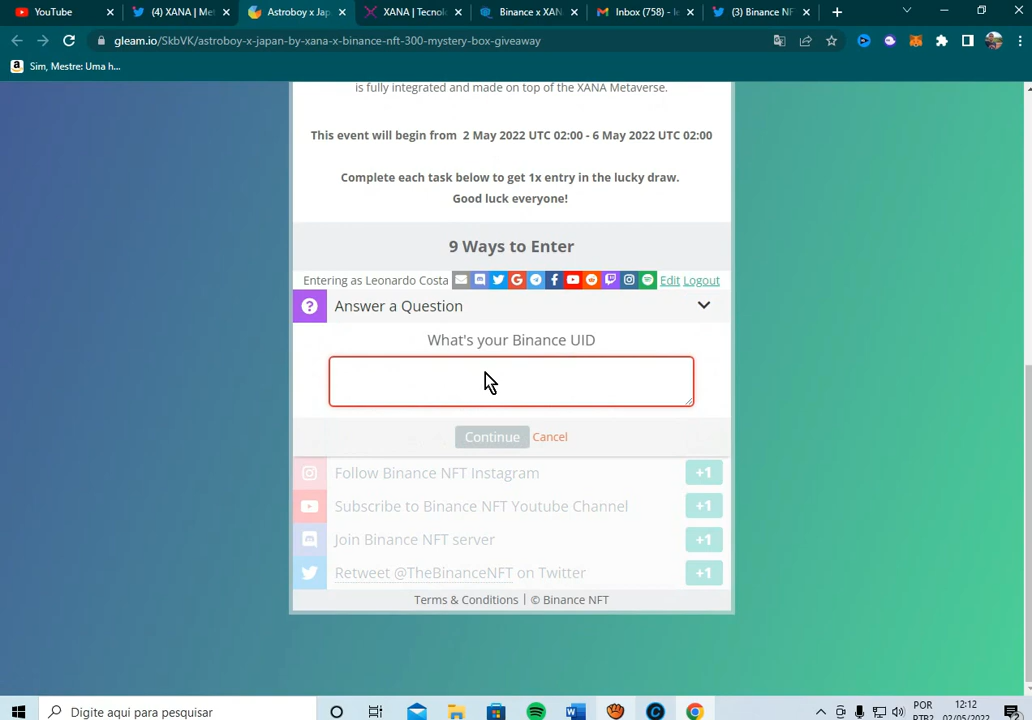 YouTube
(4) XANA | Met
Astroboy x Jap
XANA | Tecnol
Binance x XAN
Inbox (758) - le
(3) Binance NF
gleam.io/SkbVK/astroboy-x-japan-by-xana-x-binance-nft-300-mystery-box-giveaway
Sim, Mestre: Uma h...
is fully integrated and made on top of the XANA Metaverse.
This event will begin from 2 May 2022 UTC 02:00 - 6 May 2022 UTC 02:00
Complete each task below to get 1x entry in the lucky draw.
Good luck everyone!
9 Ways to Enter
Entering as Leonardo Costa Edit Logout
Answer a Question
What's your Binance UID
Continue Cancel
Follow Binance NFT Instagram +1
Subscribe to Binance NFT Youtube Channel +1
Join Binance NFT server +1
Retweet @TheBinanceNFT on Twitter +1
Terms & Conditions | © Binance NFT
Digite aqui para pesquisar
POR
PTB2
12:12
02/05/2022